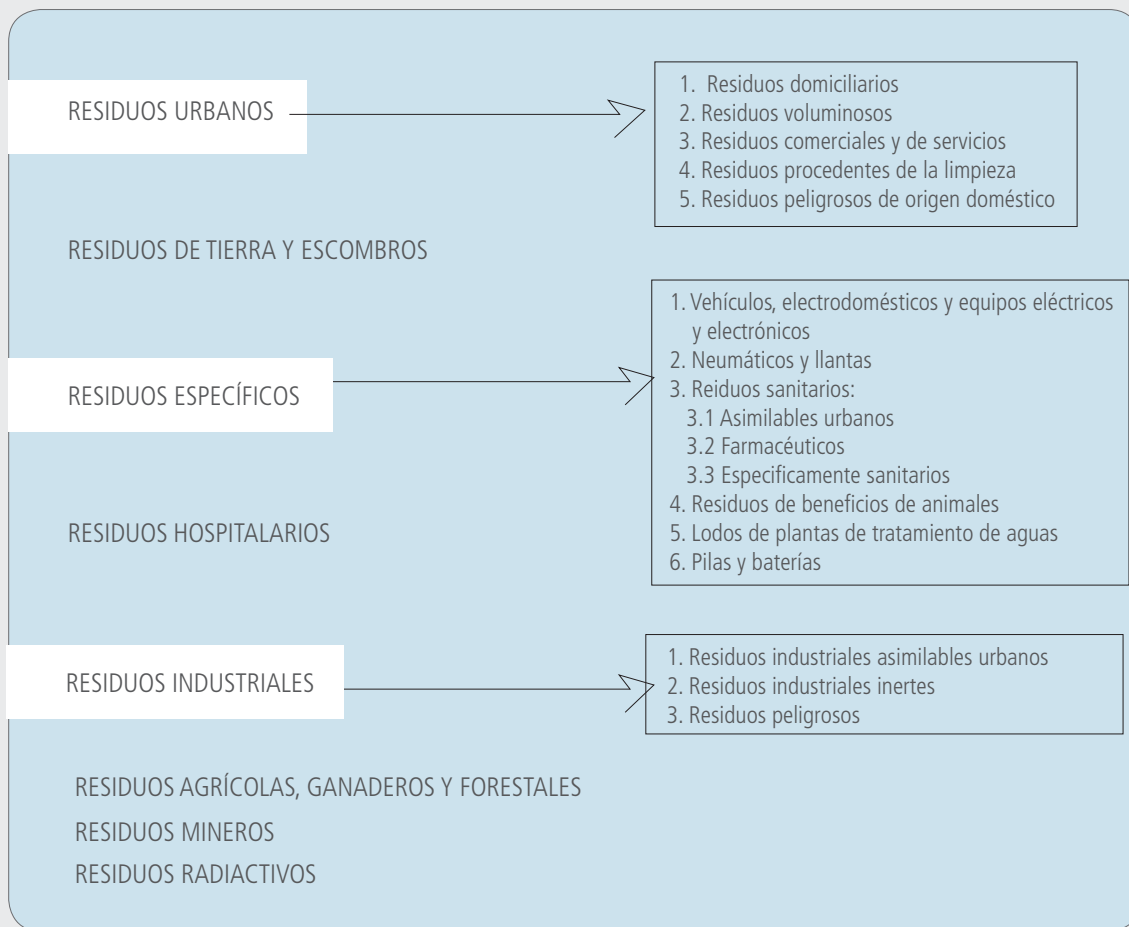 RESIDUOS URBANOS
1. Residuos domiciliarios
2. Residuos voluminosos
3. Residuos comerciales y de servicios
4. Residuos procedentes de la limpieza
5. Residuos peligrosos de origen doméstico
RESIDUOS DE TIERRA Y ESCOMBROS
RESIDUOS ESPECÍFICOS
1. Vehículos, electrodomésticos y equipos eléctricos
y electrónicos
2. Neumáticos y llantas
3. Reiduos sanitarios:
3.1 Asimilables urbanos
3.2 Farmacéuticos
3.3 Especificamente sanitarios
4. Residuos de beneficios de animales
5. Lodos de plantas de tratamiento de aguas
6. Pilas y baterías
RESIDUOS HOSPITALARIOS
RESIDUOS INDUSTRIALES
1. Residuos industriales asimilables urbanos
2. Residuos industriales inertes
3. Residuos peligrosos
RESIDUOS AGRÍCOLAS, GANADEROS Y FORESTALES
RESIDUOS MINEROS
RESIDUOS RADIACTIVOS